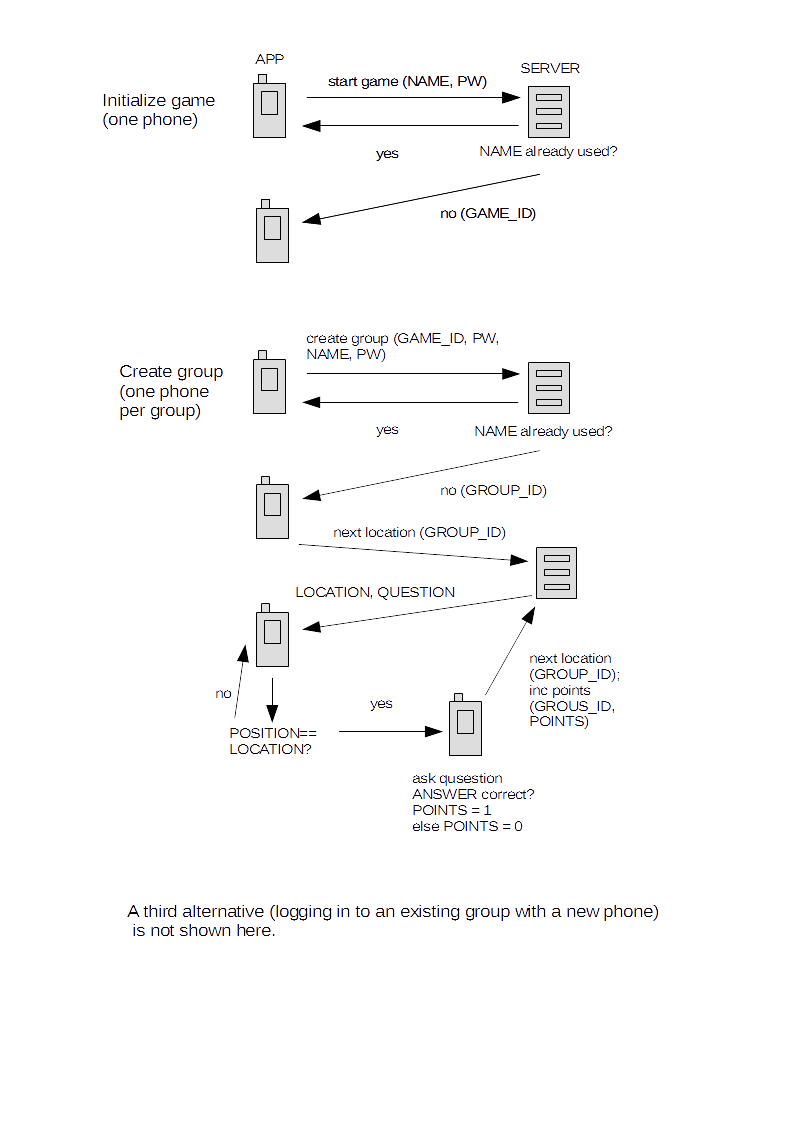 APP
SERVER
start game (NAME, PW)
Initialize game
(one phone)
yes
NAME already used?
no (GAME_ID)
create group (GAME_ID, PW,
NAME, PW)
Create group
(one phone
per group)
yes
NAME already used?
no (GROUP_ID)
next location (GROUP_ID)
LOCATION, QUESTION
next location
(GROUP_ID);
inc points
(GROUS_ID,
POINTS)
no
yes
POSITION==
LOCATION?
ask qusestion
ANSWER correct?
POINTS = 1
else POINTS = 0
A third alternative (logging in to an existing group with a new phone)
is not shown here.